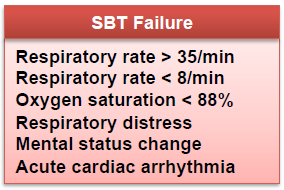 SBT Failure
Respiratory rate > 35/min
Respiratory rate < 8/min
Oxygen saturation < 88%
Respiratory distress
Mental status change
Acute cardiac arrhythmia